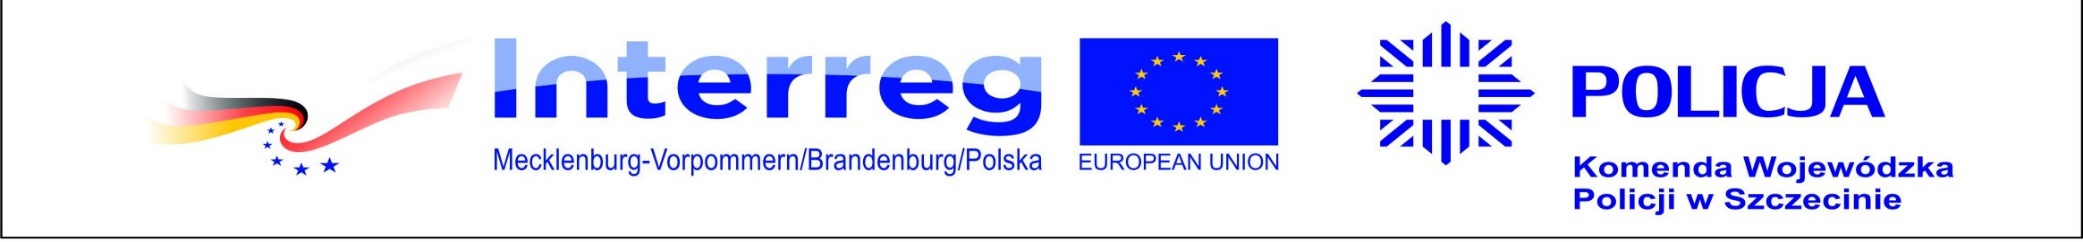 Interreg
Mecklenburg-Vorpommern/Brandenburg/Polska
EUROPEAN UNION
POLICJA
Komenda Wojewódzka
Policji w Szczecinie